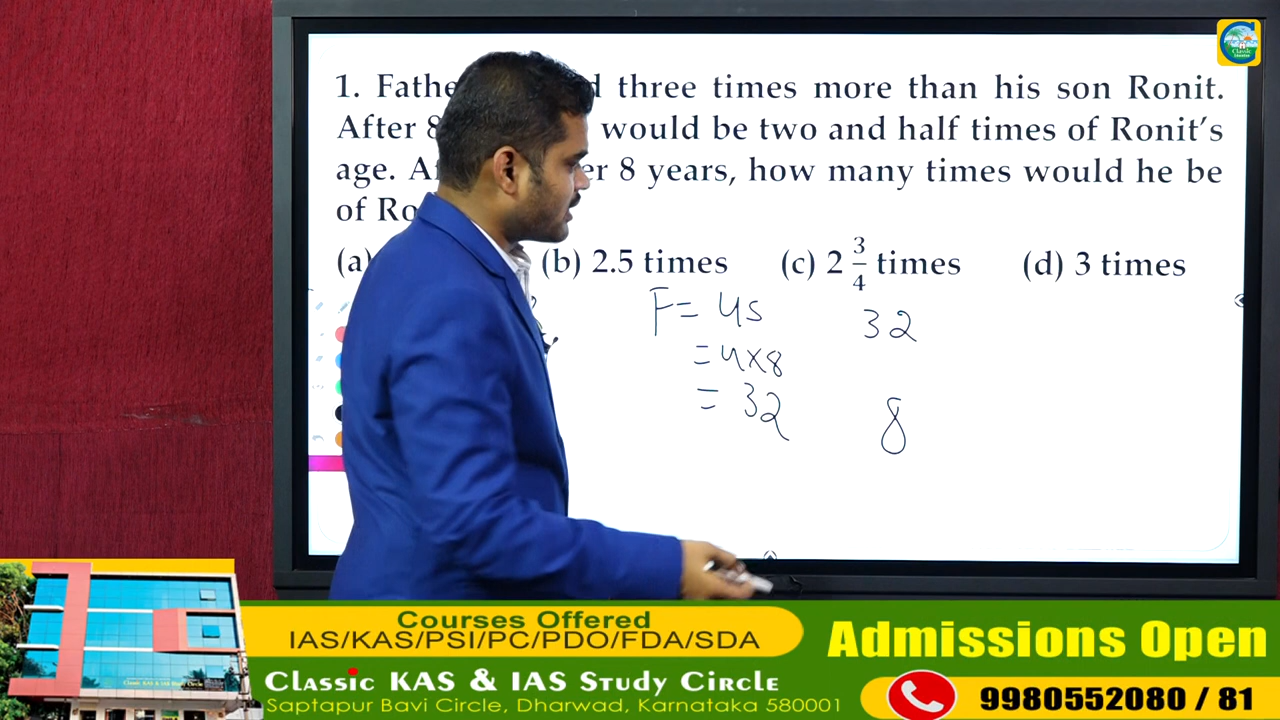 1. Fathe d three times more than his son Ronit.
After 8 would be two and half times of Ronit's
age. A er 8 years, how many times would he be
of Ro
(a) (b) 2.5 times (c) 2 3/4 times (d) 3 times
F = 4s
= 4×8
= 32
32
8
Classic
Courses Offered
IAS/KAS/PSI/PC/PDO/FDA/SDA
Classic KAS & IAS Study Circle
Saptapur Bavi Circle, Dharwad, Karnataka 580001
Admissions Open
9980552080 / 81